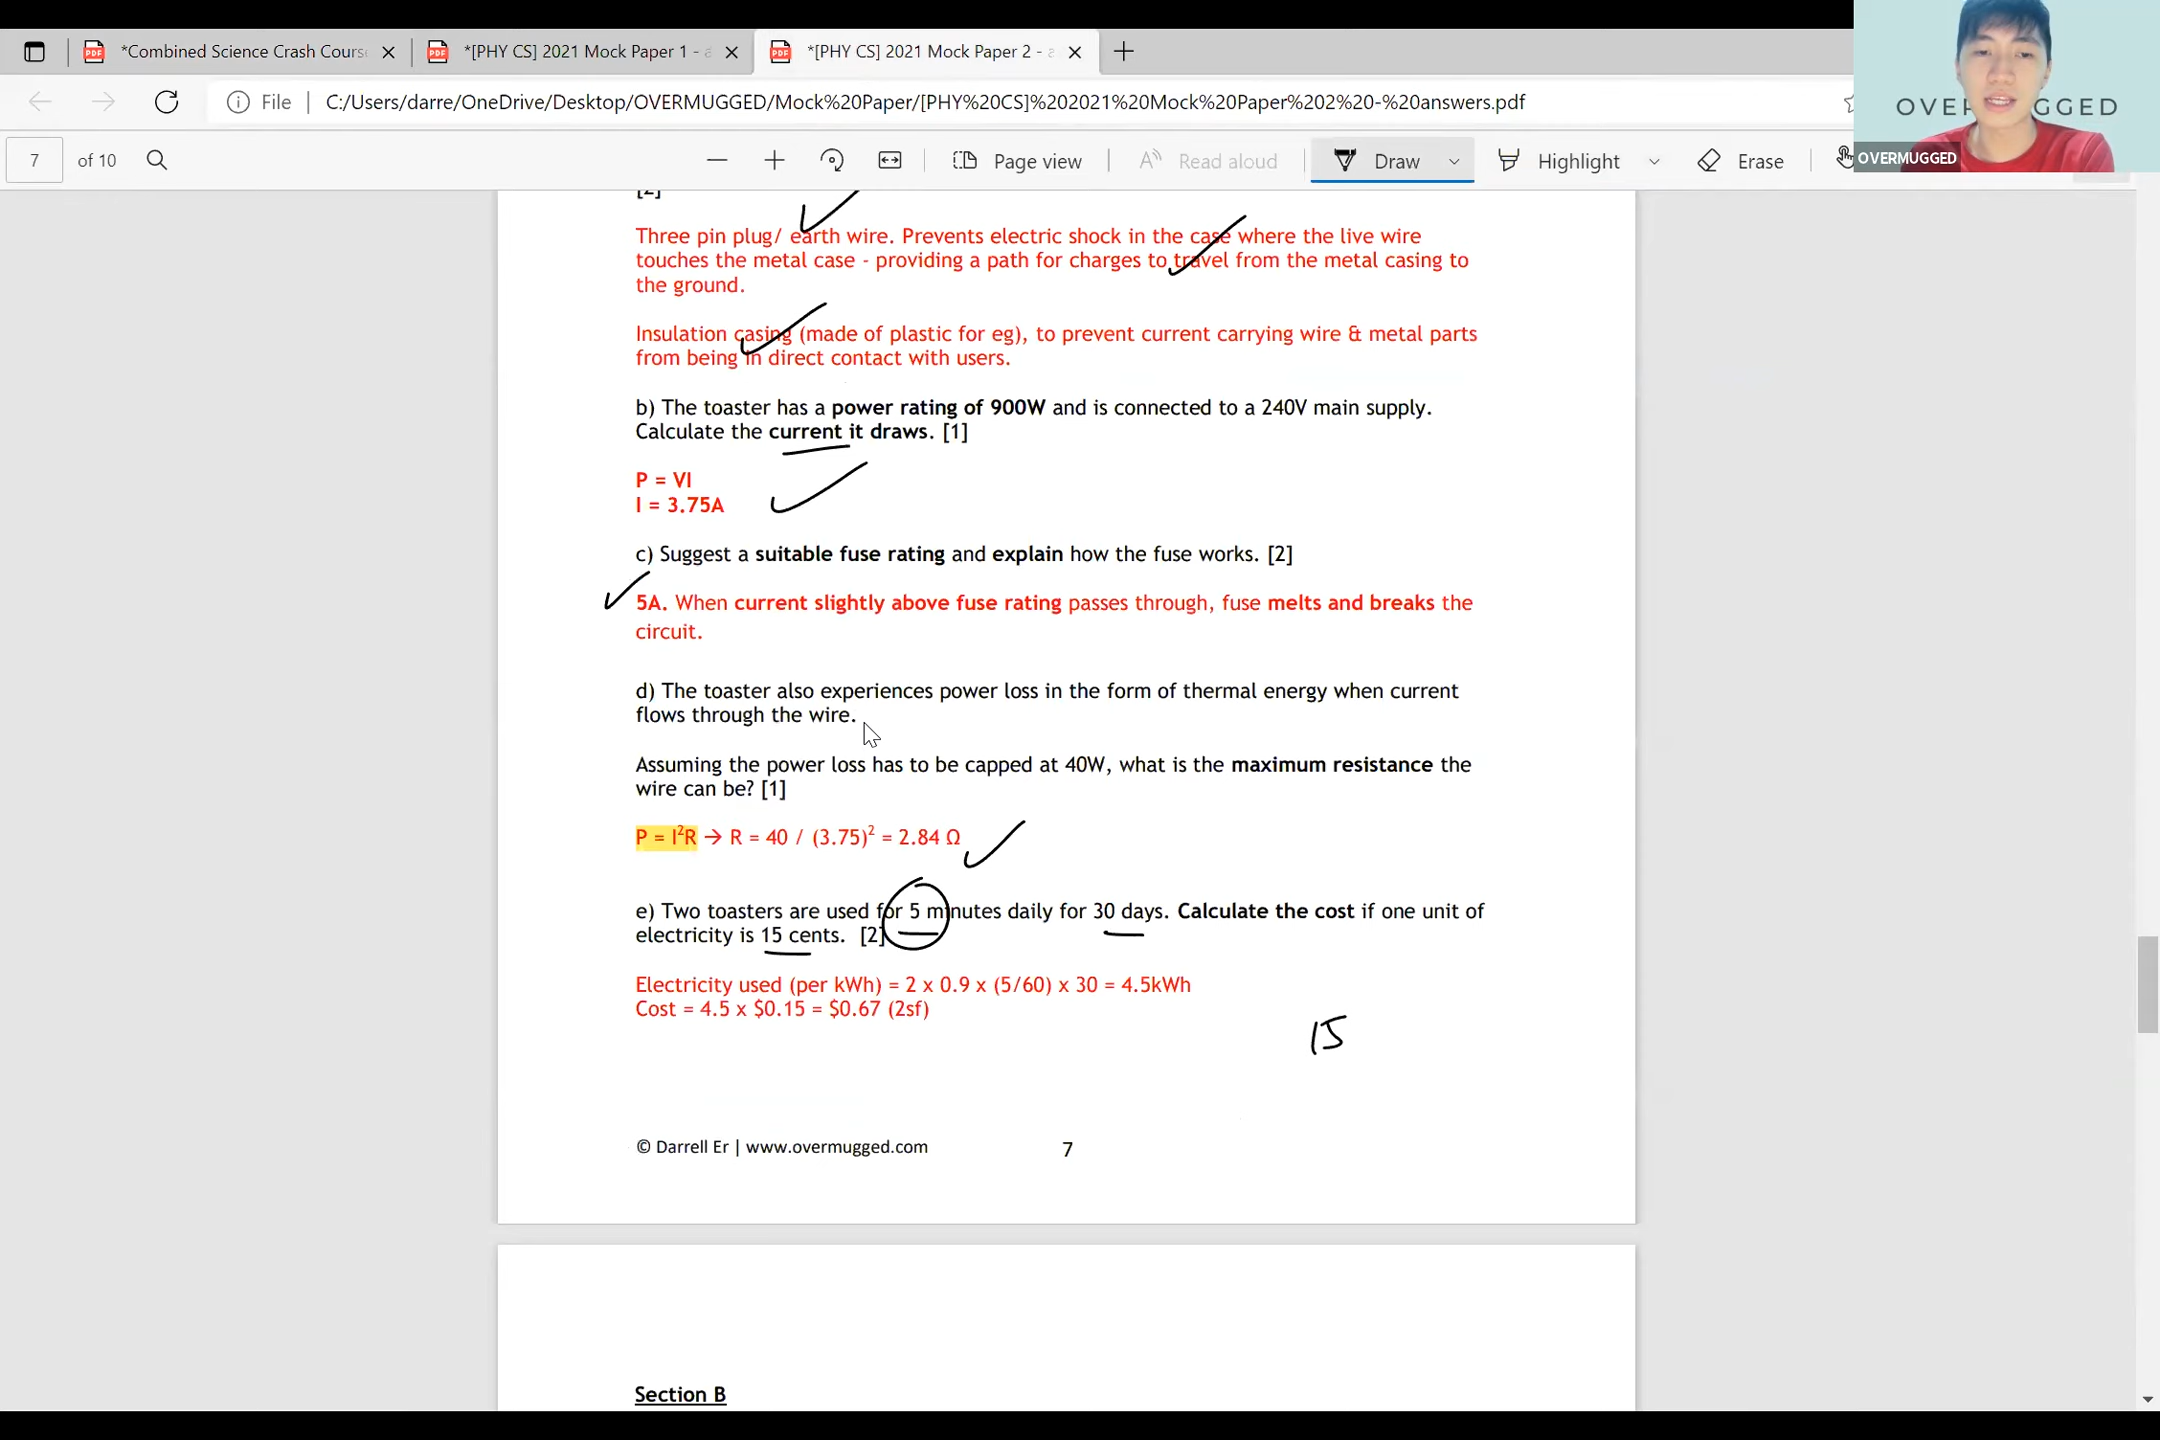 *Combined Science Crash Cours
*[PHY CS] 2021 Mock Paper 1 - a
*[PHY CS] 2021 Mock Paper 2 - a
File
C:/Users/darre/OneDrive/Desktop/OVERMUGGED/Mock%20Paper/[PHY%20CS]%202021%20Mock%20Paper%202%20-%20answers.pdf
7 of 10
Page view
Read aloud
Draw
Highlight
Erase
OVERMUGGED
[2]
Three pin plug/ earth wire. Prevents electric shock in the case where the live wire
touches the metal case - providing a path for charges to travel from the metal casing to
the ground.
Insulation casing (made of plastic for eg), to prevent current carrying wire & metal parts
from being in direct contact with users.
b) The toaster has a power rating of 900W and is connected to a 240V main supply.
Calculate the current it draws. [1]
P = VI
I = 3.75A
c) Suggest a suitable fuse rating and explain how the fuse works. [2]
5A. When current slightly above fuse rating passes through, fuse melts and breaks the
circuit.
d) The toaster also experiences power loss in the form of thermal energy when current
flows through the wire.
Assuming the power loss has to be capped at 40W, what is the maximum resistance the
wire can be? [1]
P = I²R → R = 40 / (3.75)² = 2.84 Ω
e) Two toasters are used for 5 minutes daily for 30 days. Calculate the cost if one unit of
electricity is 15 cents. [2]
Electricity used (per kWh) = 2 x 0.9 x (5/60) x 30 = 4.5kWh
Cost = 4.5 x $0.15 = $0.67 (2sf)
15
© Darrell Er | www.overmugged.com
7
Section B